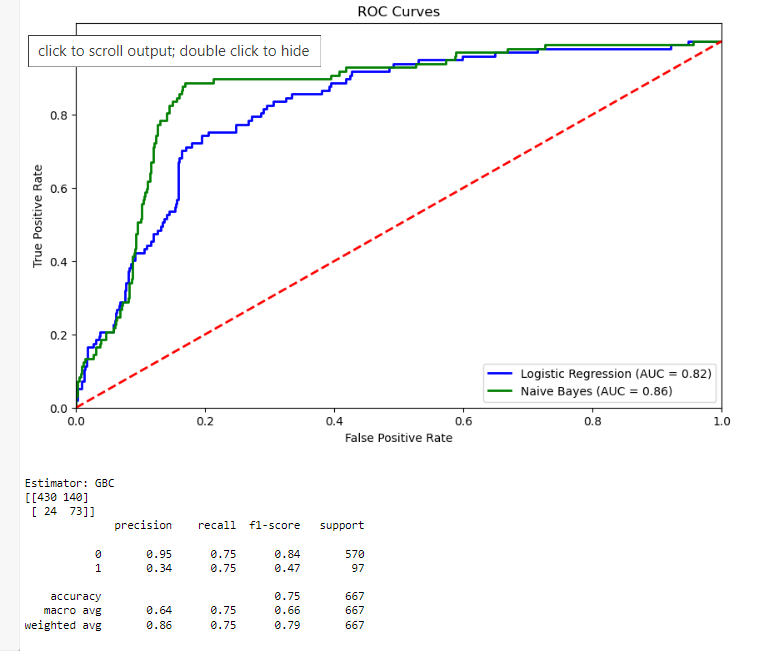 ROC Curves
click to scroll output; double click to hide
0.8
0.6
0.4
0.2
0.0
True Positive Rate
Logistic Regression (AUC = 0.82)
Naive Bayes (AUC = 0.86)
0.0 0.2 0.4 0.6 0.8 1.0
False Positive Rate
Estimator: GBC
[[430 140]
[ 24 73]]
precision recall f1-score support
0 0.95 0.75 0.84 570
1 0.34 0.75 0.47 97
accuracy 0.75 667
macro avg 0.64 0.75 0.66 667
weighted avg 0.86 0.75 0.79 667